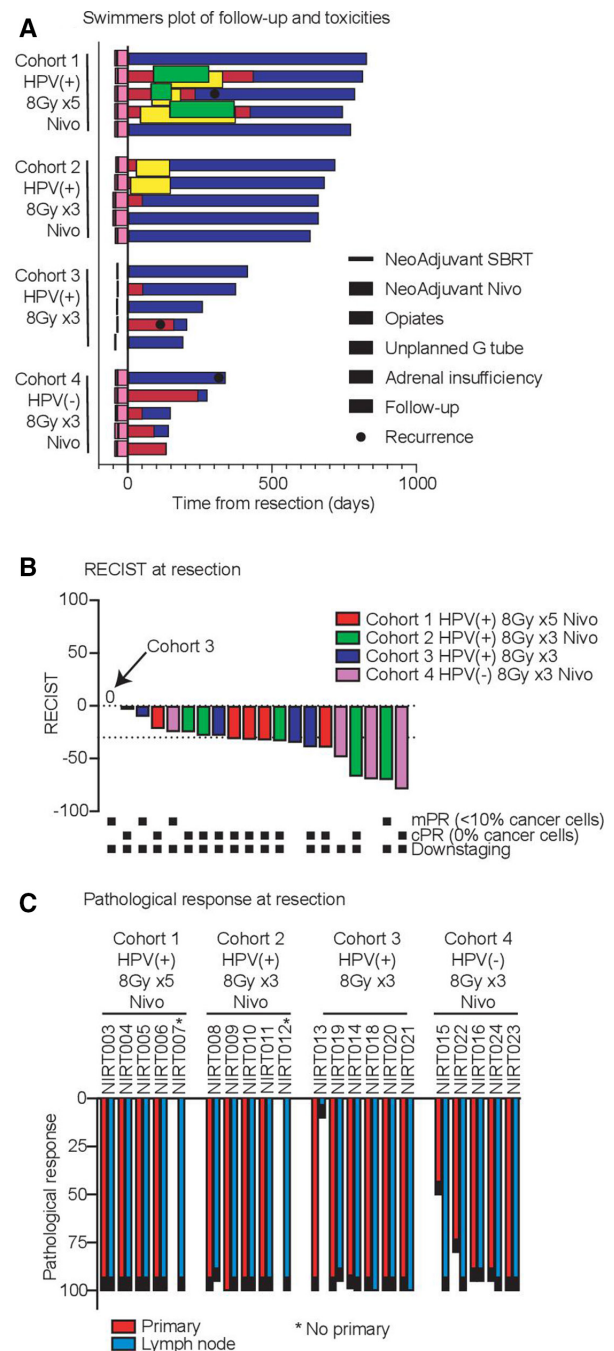 A
Swimmers plot of follow-up and toxicities
Cohort 1
HPV(+)
8Gy x5
Nivo
Cohort 2
HPV(+)
8Gy x3
Nivo
Cohort 3
HPV(+)
8Gy x3
Cohort 4
HPV(-)
8Gy x3
Nivo
NeoAdjuvant SBRT
NeoAdjuvant Nivo
Opiates
Unplanned G tube
Adrenal insufficiency
Follow-up
Recurrence
0 500 1000
Time from resection (days)
B
RECIST at resection
100
50
0
-50
-100
RECIST
Cohort 3
0
Cohort 1 HPV(+) 8Gy x5 Nivo
Cohort 2 HPV(+) 8Gy x3 Nivo
Cohort 3 HPV(+) 8Gy x3
Cohort 4 HPV(-) 8Gy x3 Nivo
mPR (<10% cancer cells)
cPR (0% cancer cells)
Downstaging
C
Pathological response at resection
Cohort 1
HPV(+)
8Gy x5
Nivo
Cohort 2
HPV(+)
8Gy x3
Nivo
Cohort 3
HPV(+)
8Gy x3
Cohort 4
HPV(-)
8Gy x3
Nivo
NIRT003
NIRT004
NIRT005
NIRT006
NIRT007*
NIRT008
NIRT009
NIRT010
NIRT011
NIRT012*
NIRT013
NIRT019
NIRT014
NIRT018
NIRT020
NIRT021
NIRT015
NIRT022
NIRT016
NIRT024
NIRT023
Pathological response
0
25
50
75
100
Primary
Lymph node
* No primary